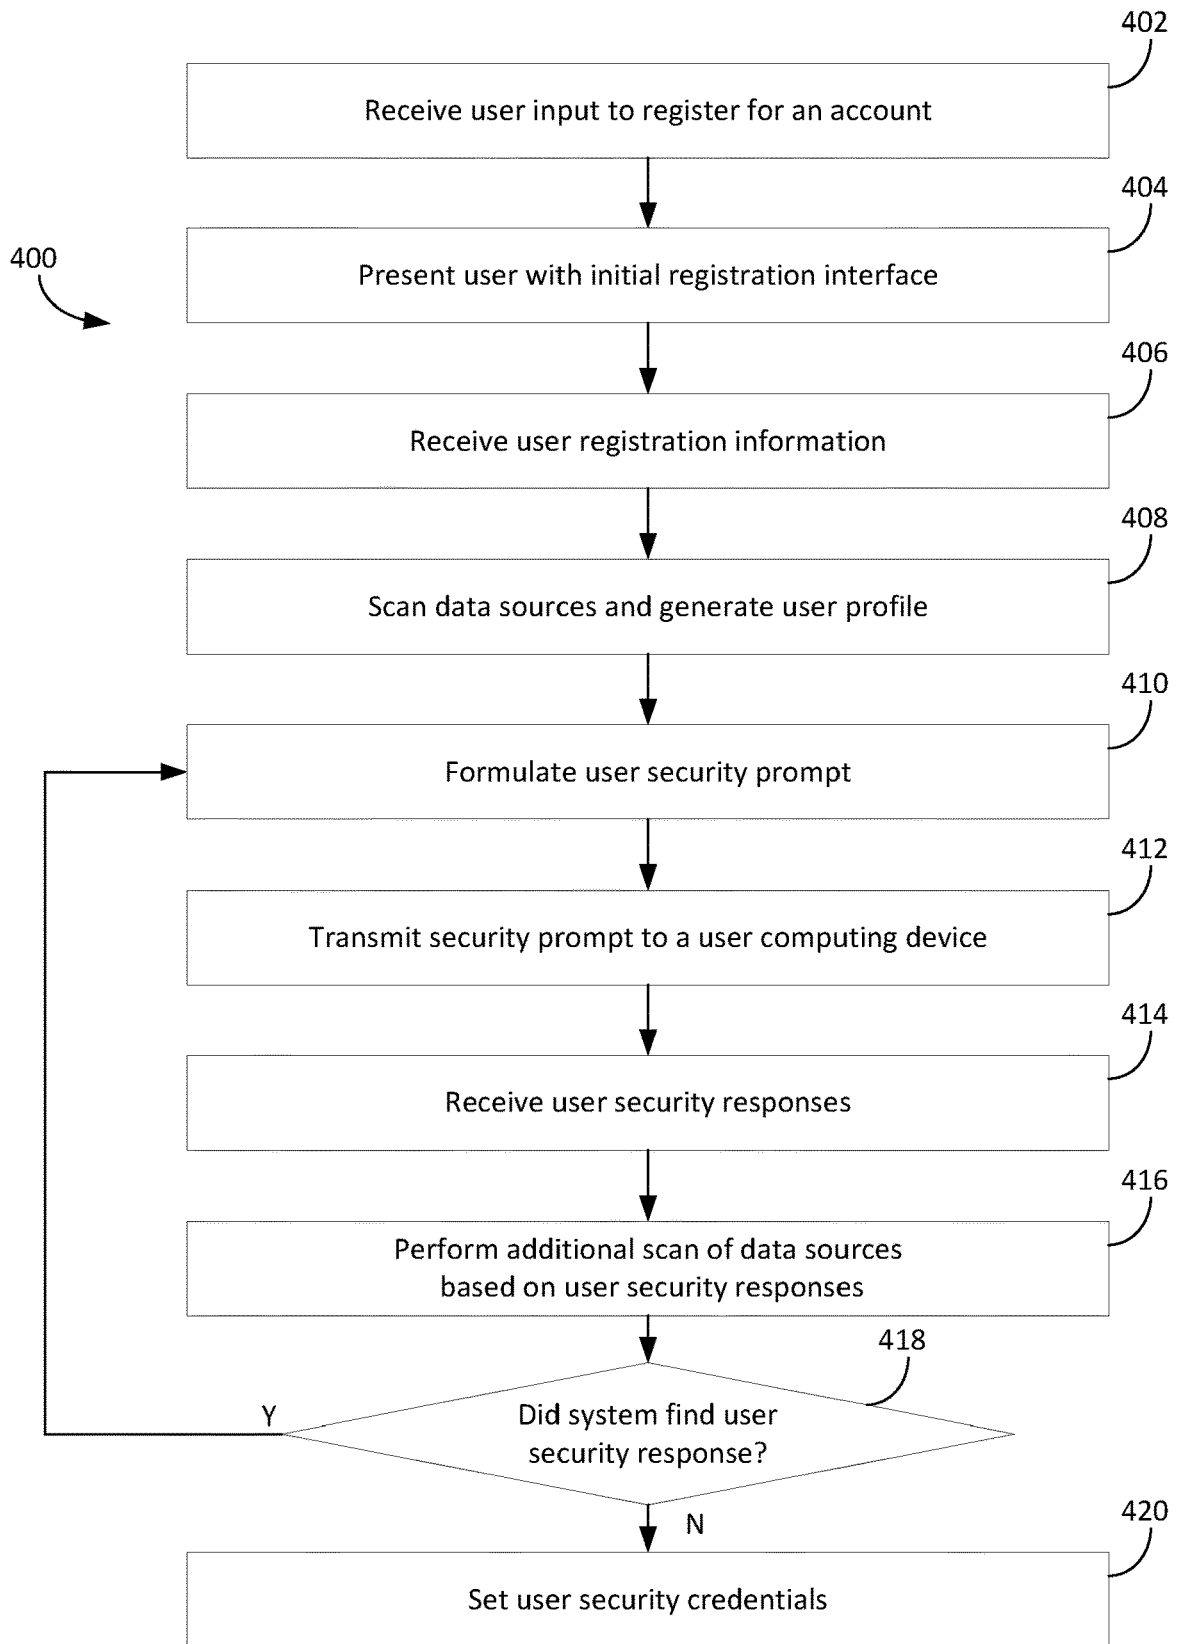 402
Receive user input to register for an account
404
400
Present user with initial registration interface
406
Receive user registration information
408
Scan data sources and generate user profile
410
Formulate user security prompt
412
Transmit security prompt to a user computing device
414
Receive user security responses
416
Perform additional scan of data sources
based on user security responses
418
Y
Did system find user
security response?
N
420
Set user security credentials